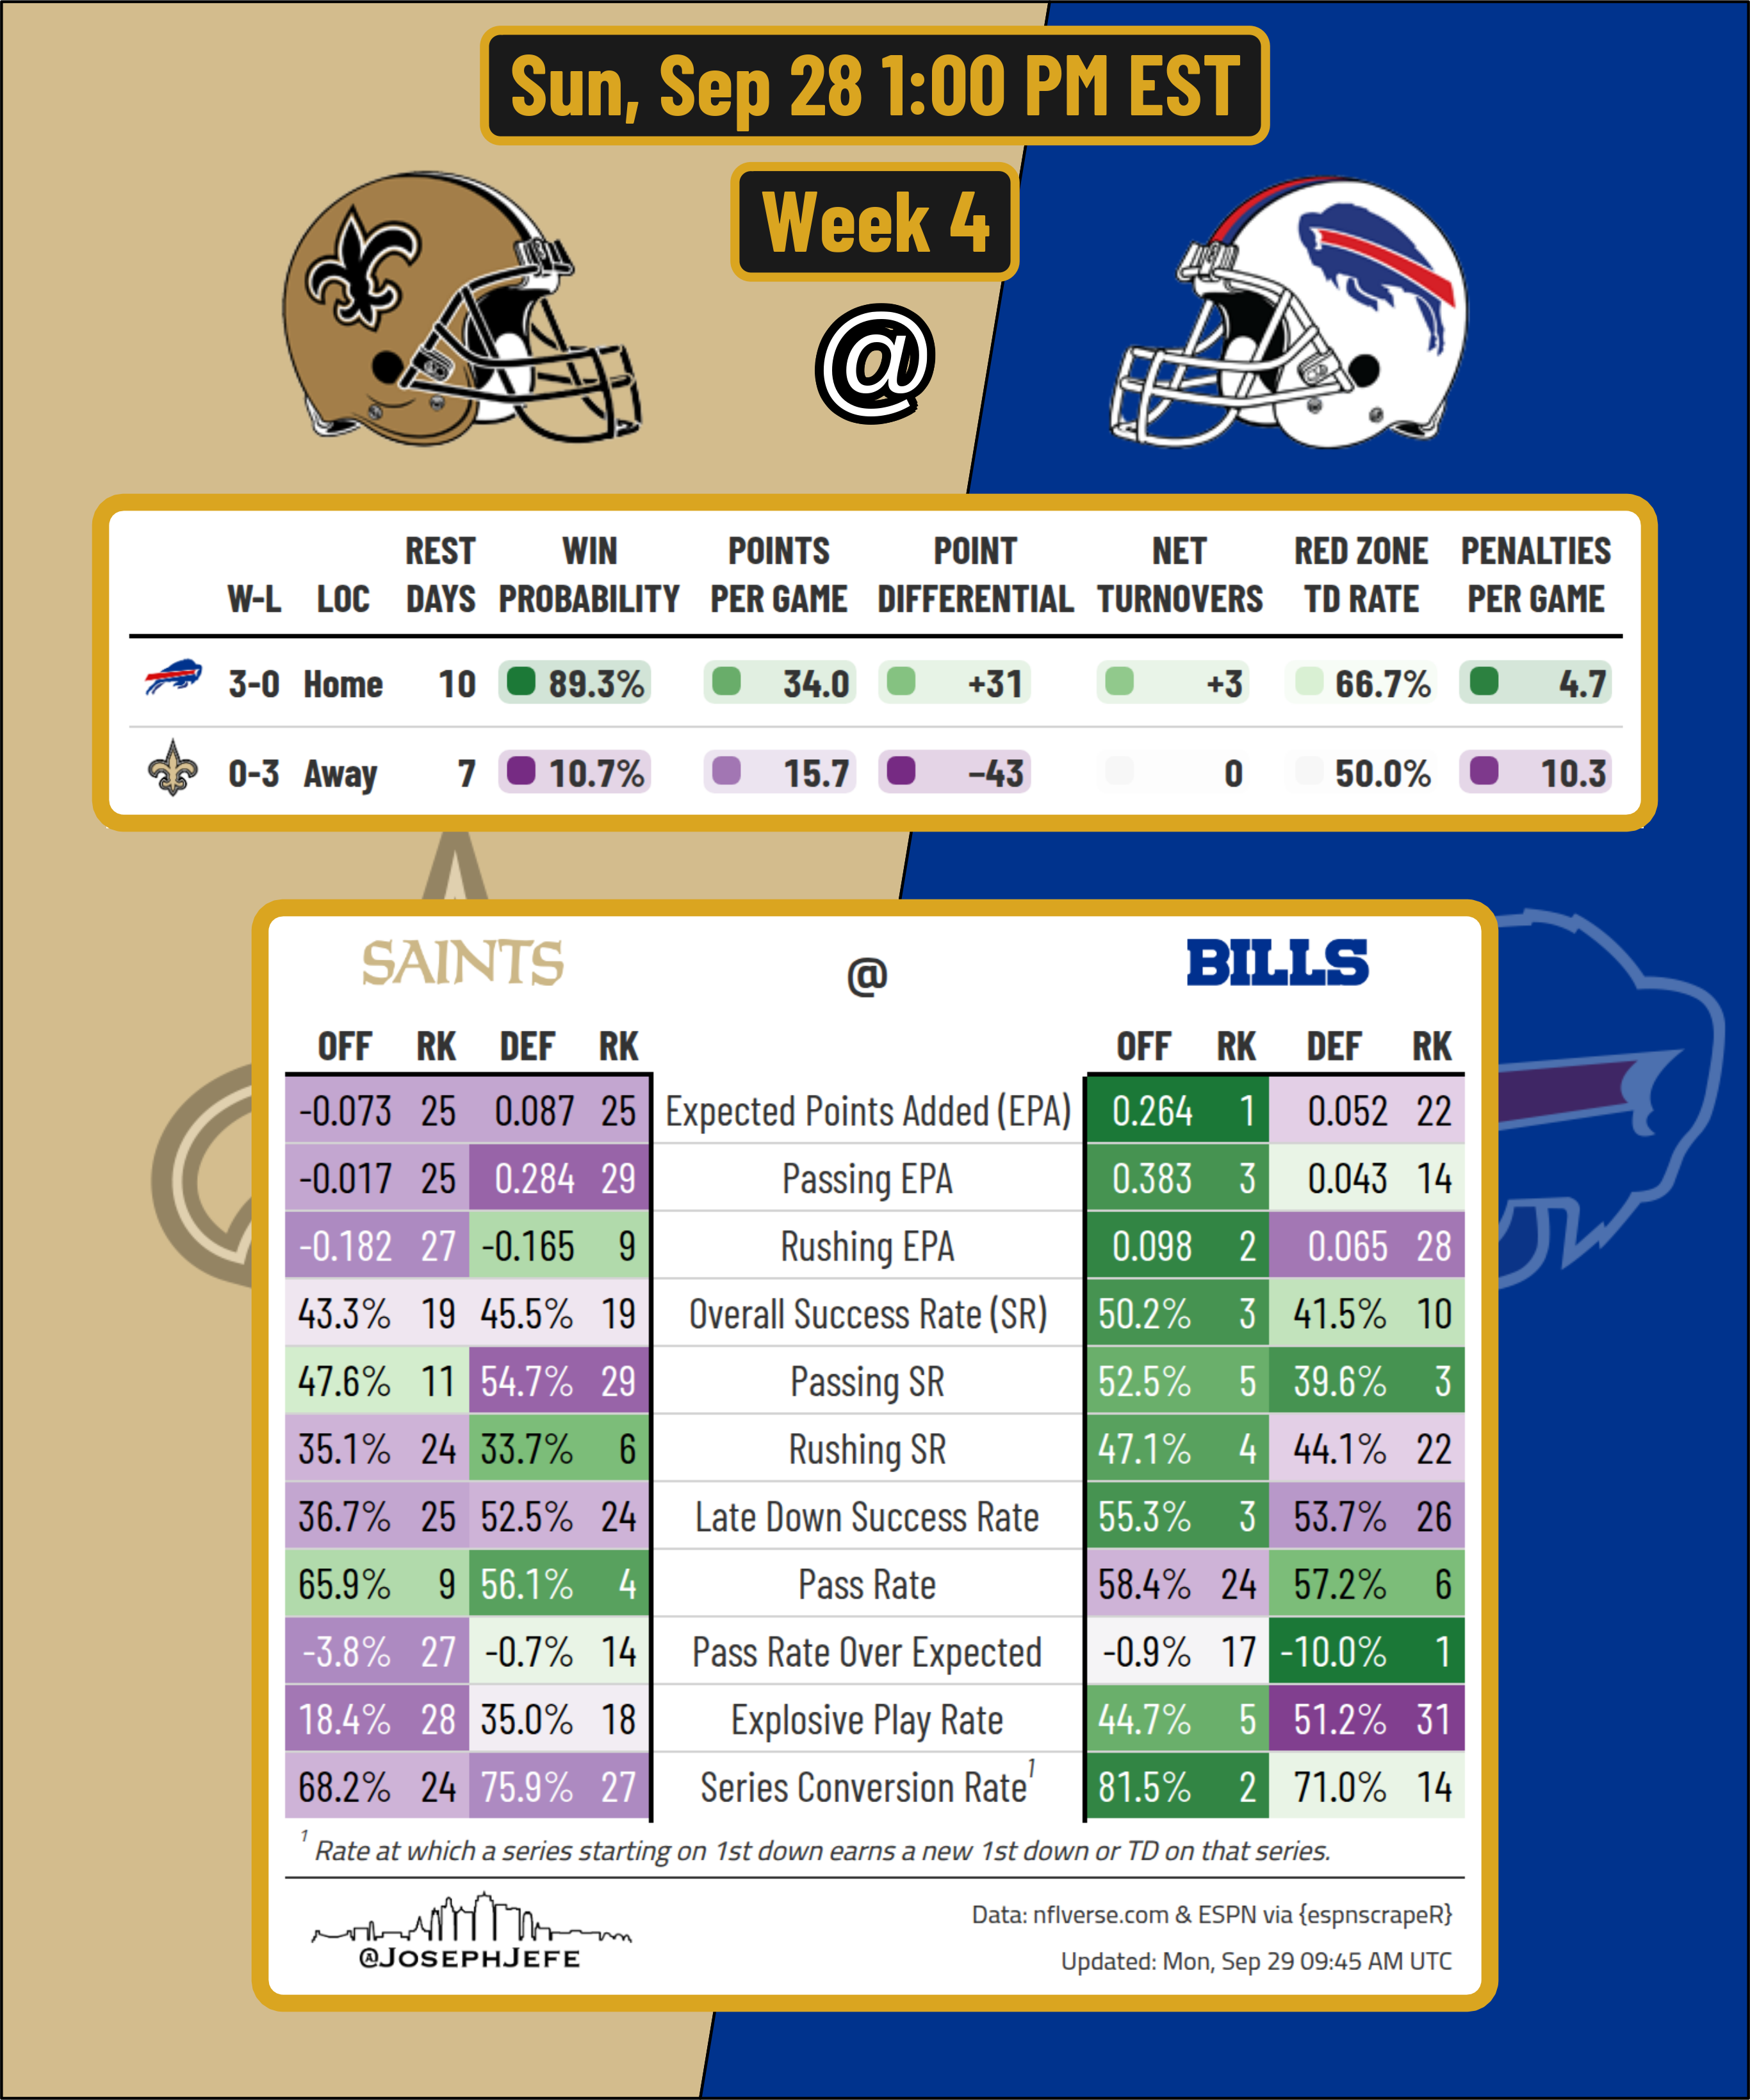 Sun, Sep 28 1:00 PM EST
Week 4
@
W-L LOC REST DAYS WIN PROBABILITY POINTS PER GAME POINT DIFFERENTIAL NET TURNOVERS RED ZONE TD RATE PENALTIES PER GAME
3-0 Home 10 89.3% 34.0 +31 +3 66.7% 4.7
0-3 Away 7 10.7% 15.7 −43 0 50.0% 10.3
SAINTS @ BILLS
OFF RK DEF RK OFF RK DEF RK
-0.073 25 0.087 25 Expected Points Added (EPA) 0.264 1 0.052 22
-0.017 25 0.284 29 Passing EPA 0.383 3 0.043 14
-0.182 27 -0.165 9 Rushing EPA 0.098 2 0.065 28
43.3% 19 45.5% 19 Overall Success Rate (SR) 50.2% 3 41.5% 10
47.6% 11 54.7% 29 Passing SR 52.5% 5 39.6% 3
35.1% 24 33.7% 6 Rushing SR 47.1% 4 44.1% 22
36.7% 25 52.5% 24 Late Down Success Rate 55.3% 3 53.7% 26
65.9% 9 56.1% 4 Pass Rate 58.4% 24 57.2% 6
-3.8% 27 -0.7% 14 Pass Rate Over Expected -0.9% 17 -10.0% 1
18.4% 28 35.0% 18 Explosive Play Rate 44.7% 5 51.2% 31
68.2% 24 75.9% 27 Series Conversion Rate1 81.5% 2 71.0% 14
1 Rate at which a series starting on 1st down earns a new 1st down or TD on that series.
@JOSEPHJEFE
Data: nflverse.com & ESPN via {espnscrapeR}
Updated: Mon, Sep 29 09:45 AM UTC